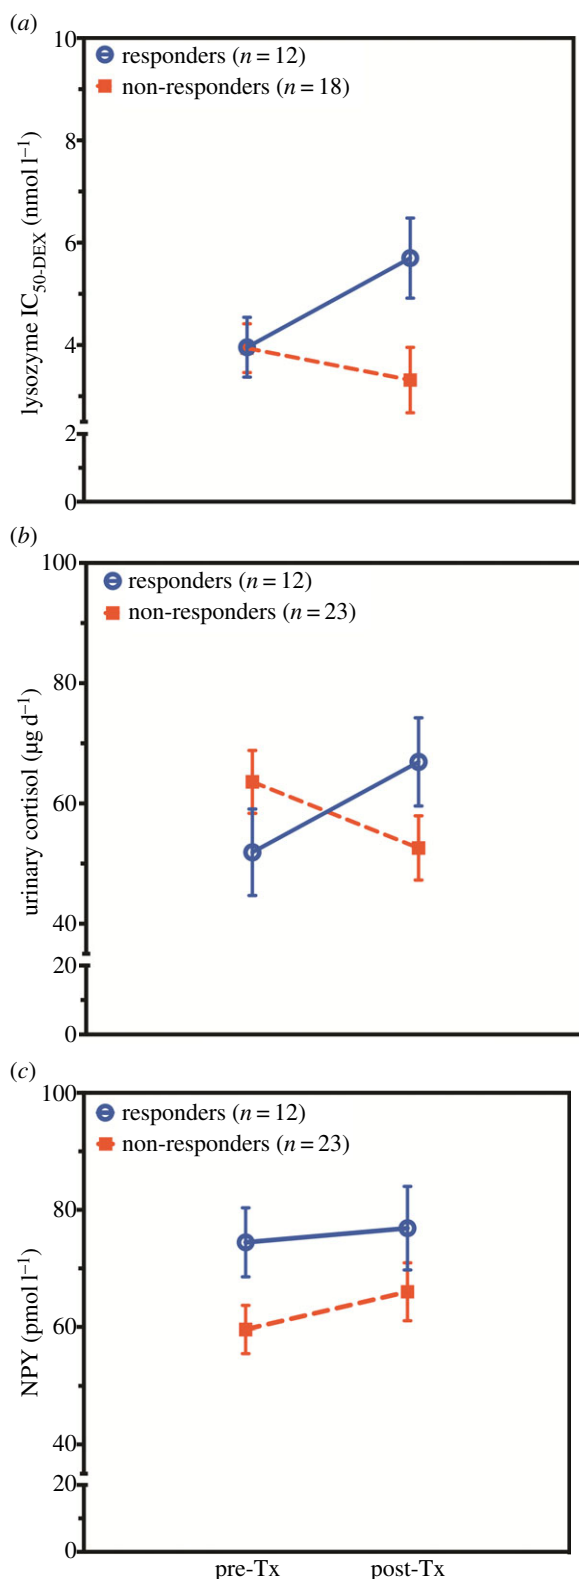 (a)
10
responders (n = 12)
non-responders (n = 18)
8
6
4
2
0
lysozyme IC50-DEX (nmol l−1)
(b)
100
responders (n = 12)
non-responders (n = 23)
80
60
40
20
0
urinary cortisol (µg d−1)
(c)
100
responders (n = 12)
non-responders (n = 23)
80
60
40
20
0
NPY (pmol l−1)
pre-Tx post-Tx